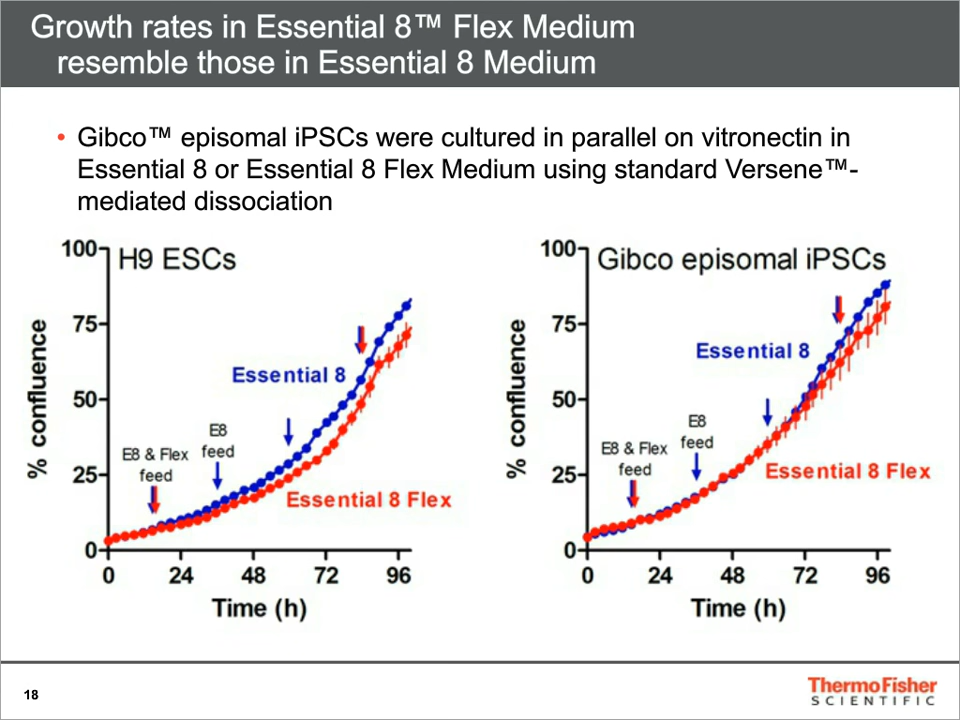 Growth rates in Essential 8™ Flex Medium
resemble those in Essential 8 Medium
• Gibco™ episomal iPSCs were cultured in parallel on vitronectin in
Essential 8 or Essential 8 Flex Medium using standard Versene™-
mediated dissociation
H9 ESCs
% confluence
100
75
50
25
0
Essential 8
E8
feed
E8 & Flex
feed
Essential 8 Flex
0 24 48 72 96
Time (h)
Gibco episomal iPSCs
% confluence
100
75
50
25
0
Essential 8
E8
feed
E8 & Flex
feed
Essential 8 Flex
0 24 48 72 96
Time (h)
18
ThermoFisher
SCIENTIFIC